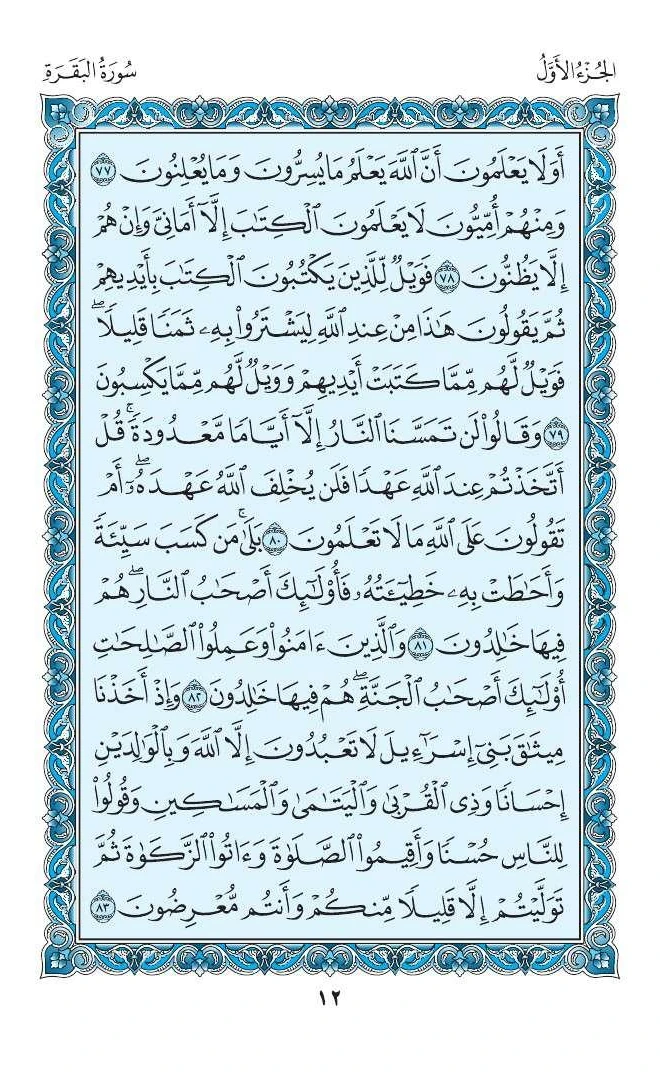 الجُزْءُ الأَوَّلُ
سُورَةُ البَقَرَةِ
أَوَلَا يَعْلَمُونَ أَنَّ ٱللَّهَ يَعْلَمُ مَا يُسِرُّونَ وَمَا يُعْلِنُونَ ٧٧
وَمِنْهُمْ أُمِّيُّونَ لَا يَعْلَمُونَ ٱلْكِتَٰبَ إِلَّآ أَمَانِىَّ وَإِنْ هُمْ
إِلَّا يَظُنُّونَ ٧٨ فَوَيْلٌ لِّلَّذِينَ يَكْتُبُونَ ٱلْكِتَٰبَ بِأَيْدِيهِمْ
ثُمَّ يَقُولُونَ هَٰذَا مِنْ عِندِ ٱللَّهِ لِيَشْتَرُوا۟ بِهِۦ ثَمَنًا قَلِيلًا ۖ
فَوَيْلٌ لَّهُم مِّمَّا كَتَبَتْ أَيْدِيهِمْ وَوَيْلٌ لَّهُم مِّمَّا يَكْسِبُونَ
٧٩ وَقَالُوا۟ لَن تَمَسَّنَا ٱلنَّارُ إِلَّآ أَيَّامًا مَّعْدُودَةً ۚ قُلْ
أَتَّخَذْتُمْ عِندَ ٱللَّهِ عَهْدًا فَلَن يُخْلِفَ ٱللَّهُ عَهْدَهُۥٓ ۖ أَمْ
تَقُولُونَ عَلَى ٱللَّهِ مَا لَا تَعْلَمُونَ ٨٠ بَلَىٰ ۚ مَن كَسَبَ سَيِّئَةً
وَأَحَٰطَتْ بِهِۦ خَطِيٓـَٔتُهُۥ فَأُو۟لَٰٓئِكَ أَصْحَٰبُ ٱلنَّارِ ۖ هُمْ
فِيهَا خَٰلِدُونَ ٨١ وَٱلَّذِينَ ءَامَنُوا۟ وَعَمِلُوا۟ ٱلصَّٰلِحَٰتِ
أُو۟لَٰٓئِكَ أَصْحَٰبُ ٱلْجَنَّةِ ۖ هُمْ فِيهَا خَٰلِدُونَ ٨٢ وَإِذْ أَخَذْنَا
مِيثَٰقَ بَنِىٓ إِسْرَٰٓءِيلَ لَا تَعْبُدُونَ إِلَّا ٱللَّهَ وَبِٱلْوَٰلِدَيْنِ
إِحْسَانًا وَذِى ٱلْقُرْبَىٰ وَٱلْيَتَٰمَىٰ وَٱلْمَسَٰكِينِ وَقُولُوا۟
لِلنَّاسِ حُسْنًا وَأَقِيمُوا۟ ٱلصَّلَوٰةَ وَءَاتُوا۟ ٱلزَّكَوٰةَ ثُمَّ
تَوَلَّيْتُمْ إِلَّا قَلِيلًا مِّنكُمْ وَأَنتُم مُّعْرِضُونَ ٨٣
١٢